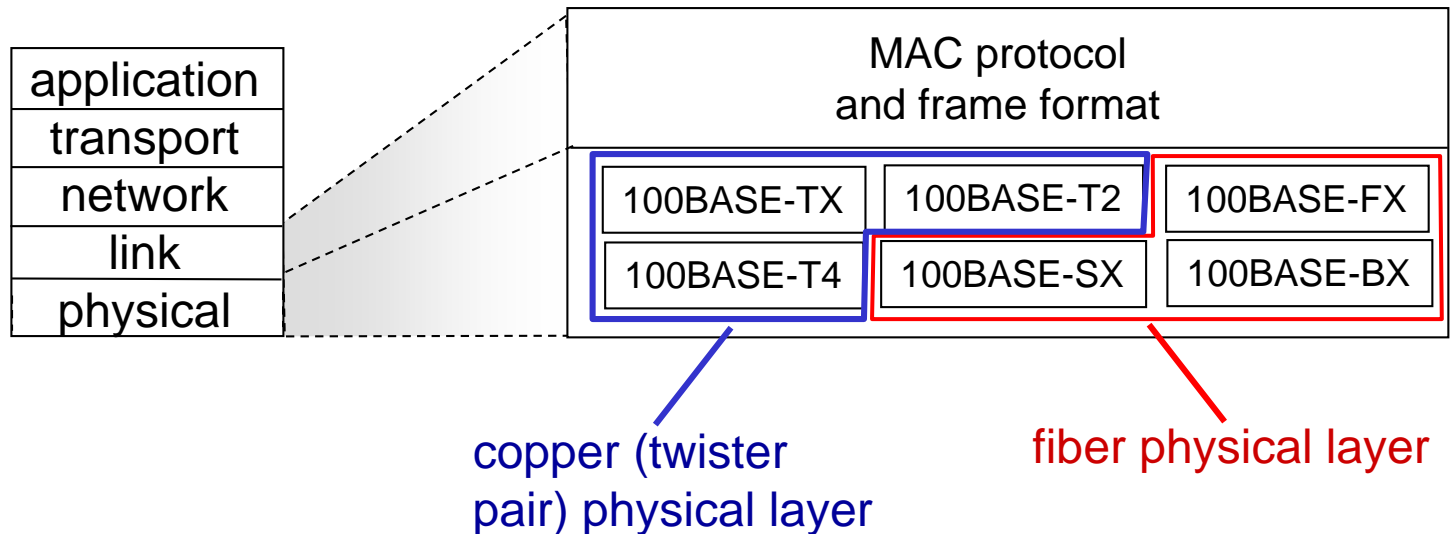 application
transport
network
link
physical
MAC protocol
and frame format
100BASE-TX
100BASE-T2
100BASE-FX
100BASE-T4
100BASE-SX
100BASE-BX
copper (twister
pair) physical layer
fiber physical layer